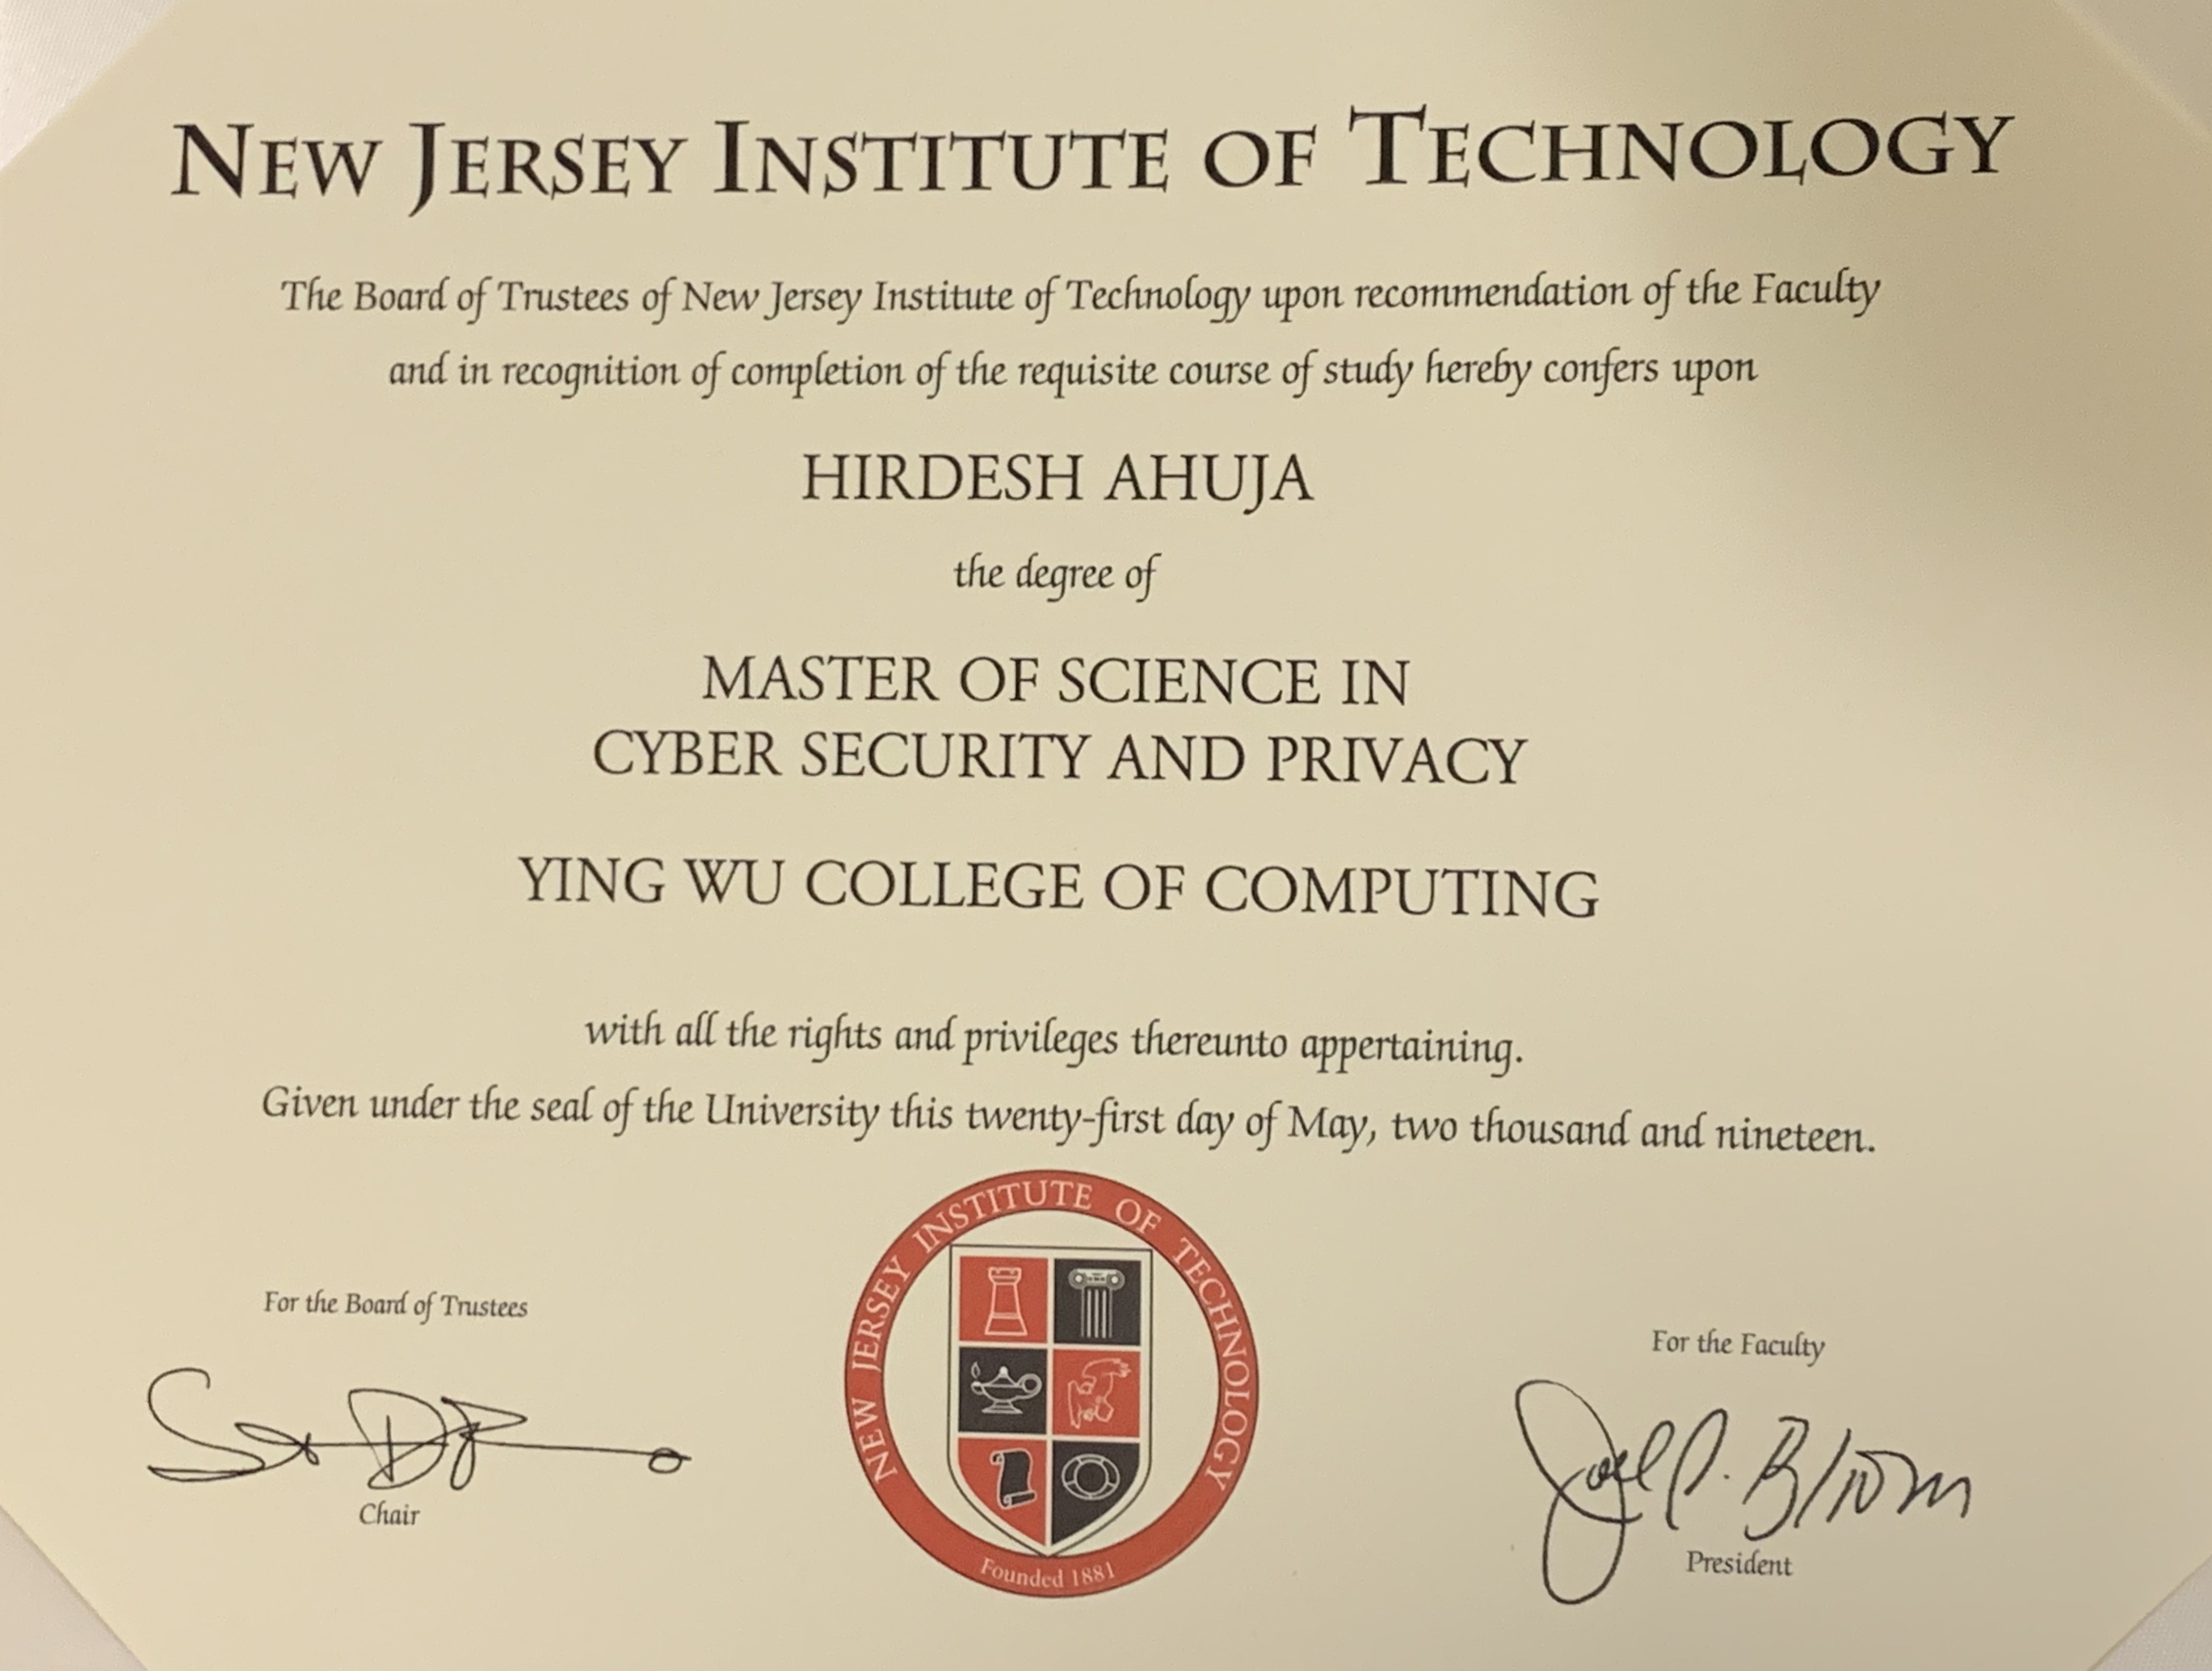 NEW JERSEY INSTITUTE OF TECHNOLOGY
The Board of Trustees of New Jersey Institute of Technology upon recommendation of the Faculty
and in recognition of completion of the requisite course of study hereby confers upon
HIRDESH AHUJA
the degree of
MASTER OF SCIENCE IN
CYBER SECURITY AND PRIVACY
YING WU COLLEGE OF COMPUTING
with all the rights and privileges thereunto appertaining.
Given under the seal of the University this twenty-first day of May, two thousand and nineteen.
For the Board of Trustees
Chair
NEW JERSEY INSTITUTE OF TECHNOLOGY
Founded 1881
For the Faculty
Joel P. Bloom
President